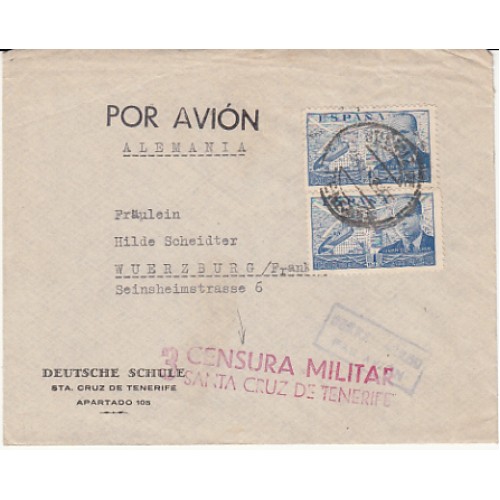 POR AVIÓN
ALEMANIA
ESPAÑA
Fräulein
Hilde Scheidter
WUERZBURG/Frank
Seinsheimstrasse 6
DEUTSCHE SCHULE
STA. CRUZ DE TENERIFE
APARTADO 105
3 CENSURA MILITAR
SANTA CRUZ DE TENERIFE